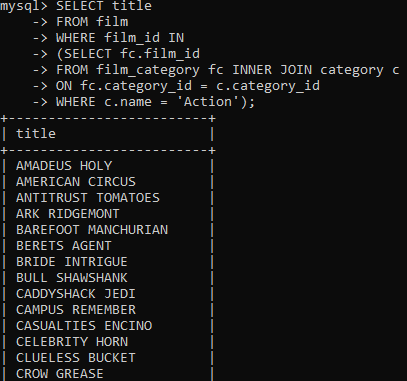 mysql> SELECT title
    -> FROM film
    -> WHERE film_id IN
    -> (SELECT fc.film_id
    -> FROM film_category fc INNER JOIN category c
    -> ON fc.category_id = c.category_id
    -> WHERE c.name = 'Action');
+-------------------------+
| title                   |
+-------------------------+
| AMADEUS HOLY            |
| AMERICAN CIRCUS         |
| ANTITRUST TOMATOES      |
| ARK RIDGEMONT           |
| BAREFOOT MANCHURIAN     |
| BERETS AGENT            |
| BRIDE INTRIGUE          |
| BULL SHAWSHANK          |
| CADDYSHACK JEDI         |
| CAMPUS REMEMBER         |
| CASUALTIES ENCINO       |
| CELEBRITY HORN          |
| CLUELESS BUCKET         |
| CROW GREASE             |